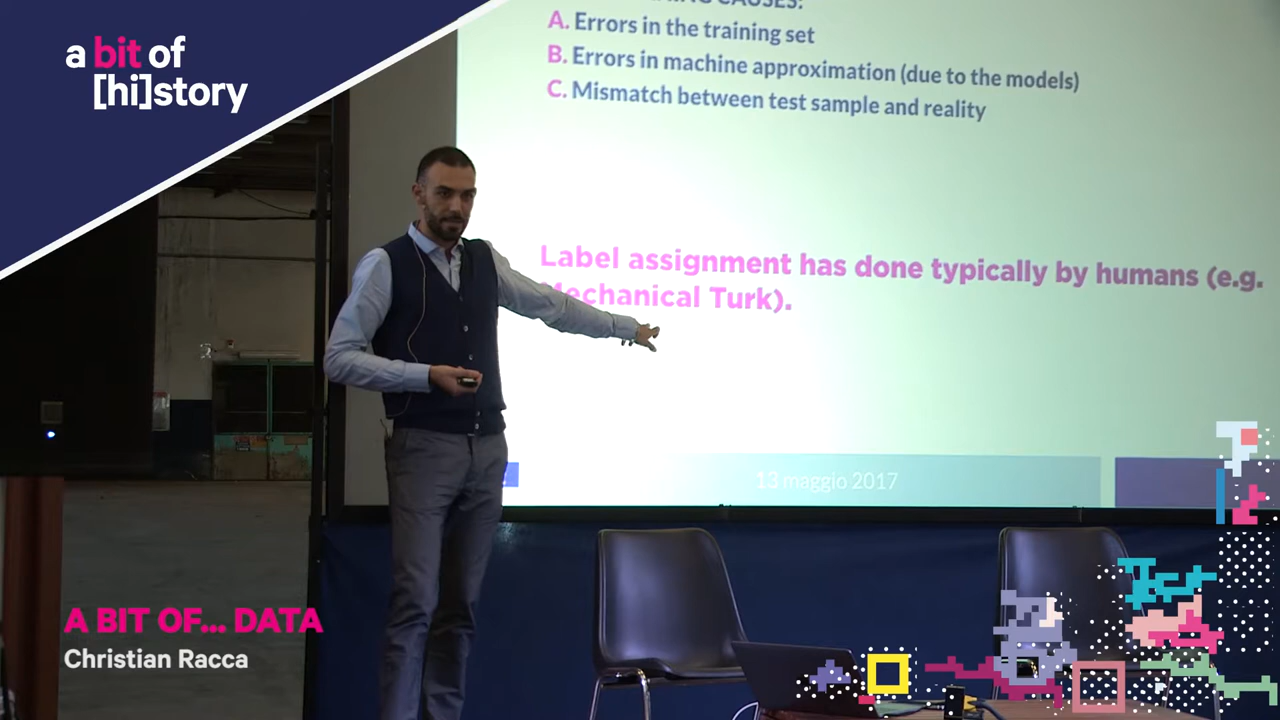 a bit of
[hi]story
CAUSES:
A. Errors in the training set
B. Errors in machine approximation (due to the models)
C. Mismatch between test sample and reality
Label assignment has done typically by humans (e.g.
Mechanical Turk).
13 maggio 2017
A BIT OF... DATA
Christian Racca